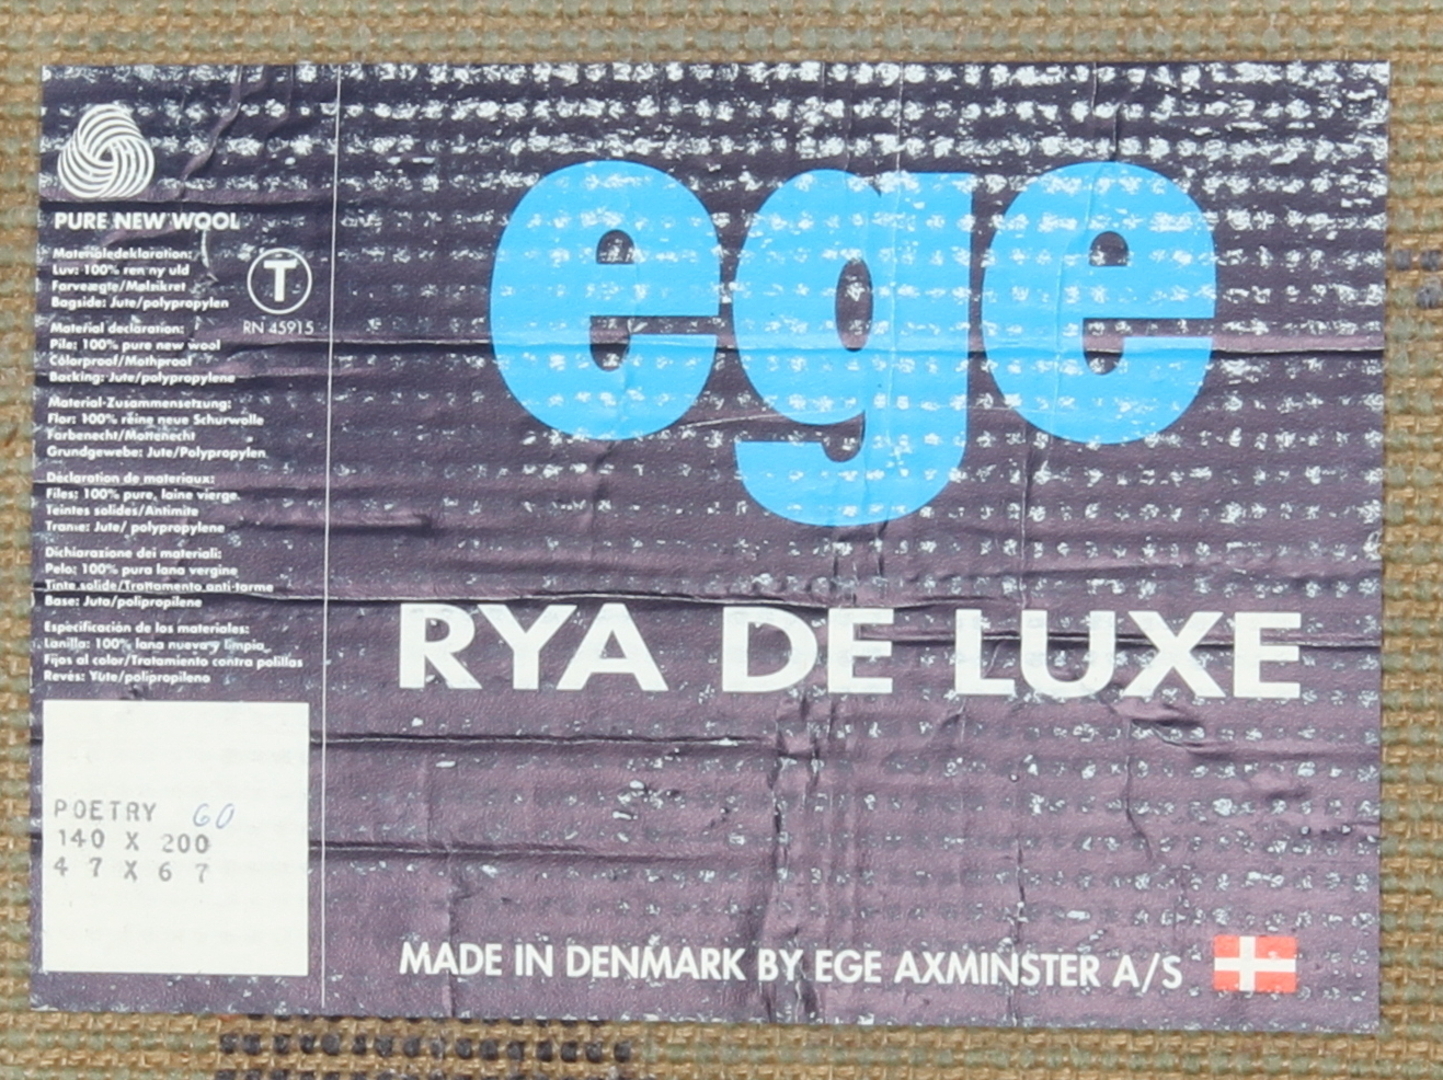 PURE NEW WOOL
Materialedeklaration:
Luv: 100% ren ny uld
Farveægte/Mølsikret
Bagside: Jute/polypropylen
T
RN 45915
Material declaration:
Pile: 100% pure new wool
Colorproof/Mothproof
Backing: Jute/polypropylene
Material-Zusammensetzung:
Flor: 100% reine neue Schurwolle
Farbenecht/Mottenecht
Grundgewebe: Jute/Polypropylen
Déclaration de materiaux:
Files: 100% pure, laine vierge.
Teintes solides/Antimite
Trame: Jute/ polypropylene
Dichiarazione dei materiali:
Pelo: 100% pura lana vergine
Tinte solide/Trattamento anti-tarme
Base: Juta/polipropilene
Especificación de los materiales:
Lanilla: 100% lana nueva y limpia
Fijos al color/Tratamiento contra polillas
Revés: Yute/polipropileno
POETRY 60
140 X 200
4 7 X 6 7
ege
RYA DE LUXE
MADE IN DENMARK BY EGE AXMINSTER A/S